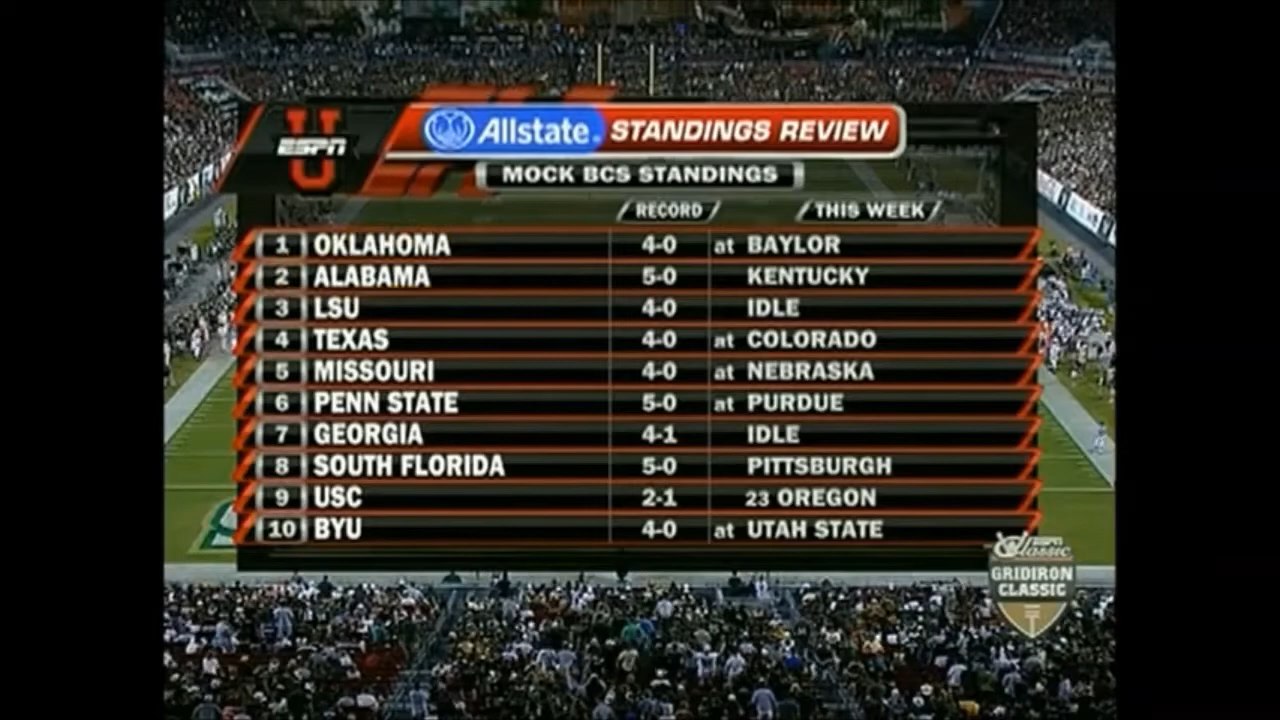 U
ESPN
Allstate. STANDINGS REVIEW
MOCK BCS STANDINGS
RECORD THIS WEEK
1 OKLAHOMA 4-0 at BAYLOR
2 ALABAMA 5-0 KENTUCKY
3 LSU 4-0 IDLE
4 TEXAS 4-0 at COLORADO
5 MISSOURI 4-0 at NEBRASKA
6 PENN STATE 5-0 at PURDUE
7 GEORGIA 4-1 IDLE
8 SOUTH FLORIDA 5-0 PITTSBURGH
9 USC 2-1 23 OREGON
10 BYU 4-0 at UTAH STATE
ESPN
Classic
GRIDIRON
CLASSIC